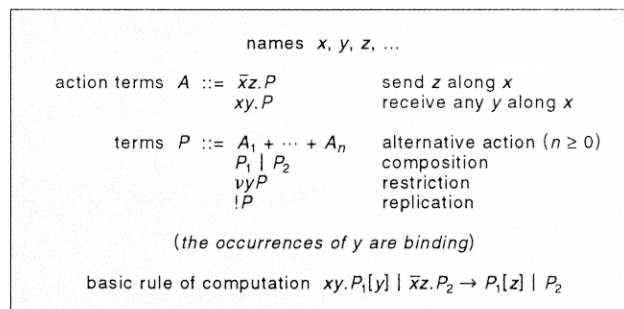 names x, y, z, ...
action terms A ::= x̄z.P send z along x
xy.P receive any y along x
terms P ::= A₁ + ··· + Aₙ alternative action (n ≥ 0)
P₁ | P₂ composition
νyP restriction
!P replication
(the occurrences of y are binding)
basic rule of computation xy.P₁[y] | x̄z.P₂ → P₁[z] | P₂